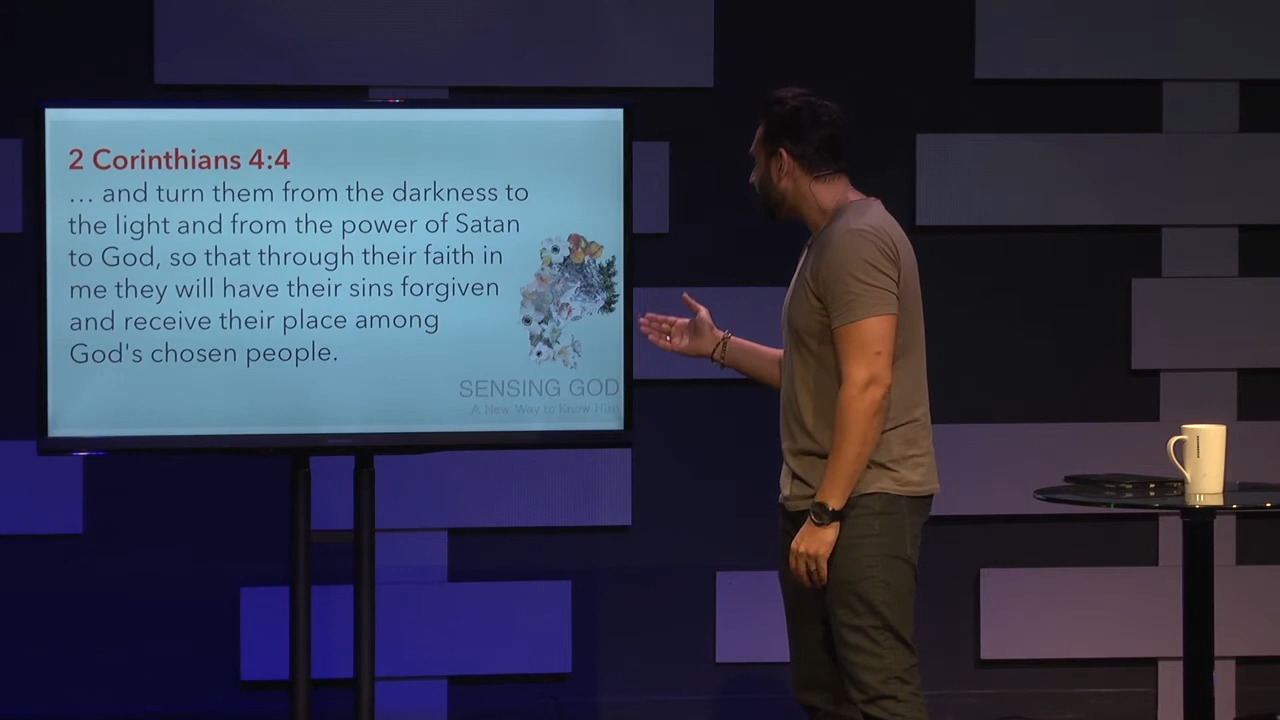 2 Corinthians 4:4
... and turn them from the darkness to
the light and from the power of Satan
to God, so that through their faith in
me they will have their sins forgiven
and receive their place among
God's chosen people.
SENSING GOD
A New Way to Know Him